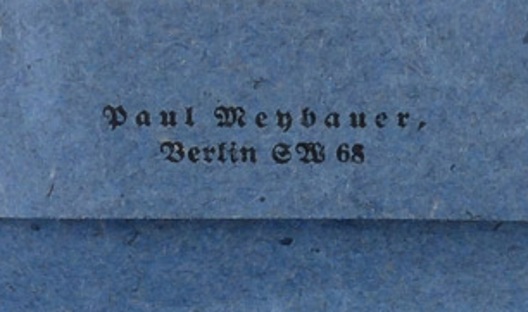 Paul Meybauer,
Berlin SW 68